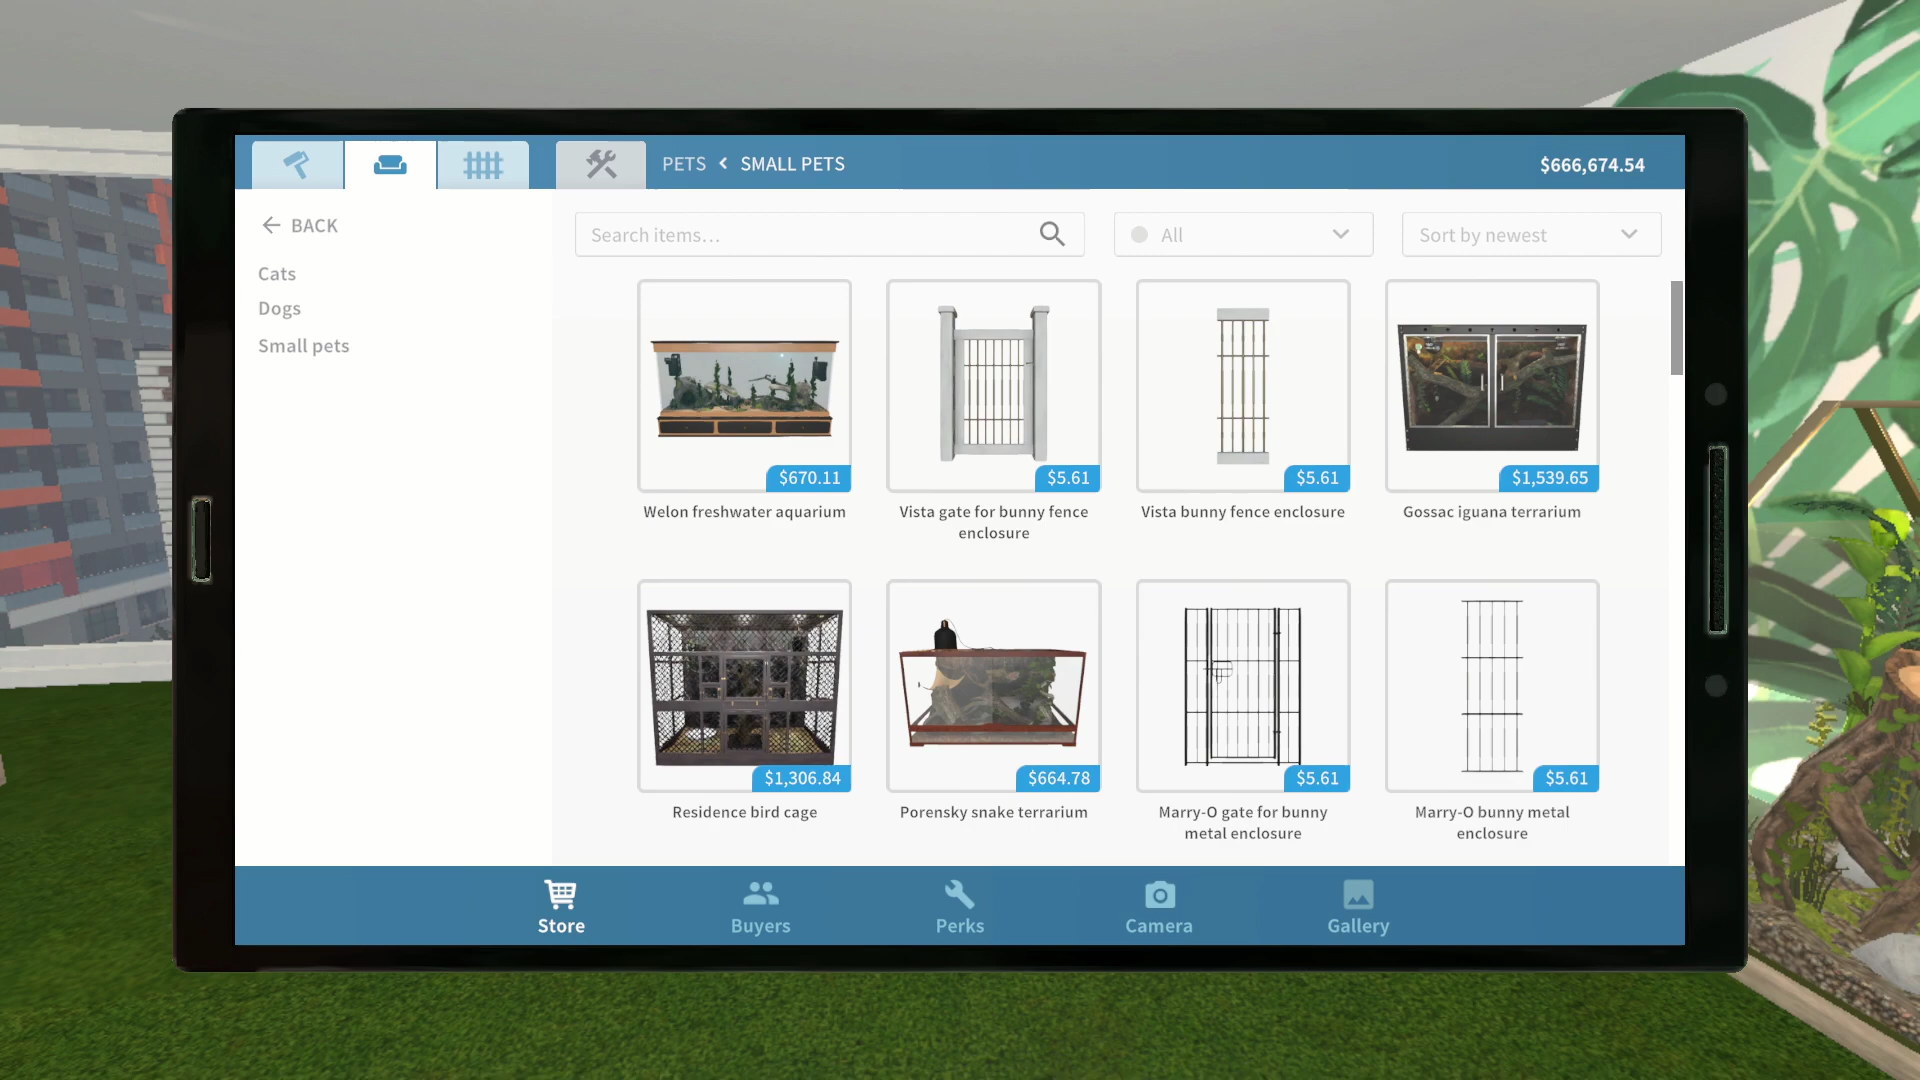 PETS < SMALL PETS
$666,674.54
BACK
Cats
Dogs
Small pets
Search items...
All
Sort by newest
$670.11
Welon freshwater aquarium
$5.61
Vista gate for bunny fence
enclosure
$5.61
Vista bunny fence enclosure
$1,539.65
Gossac iguana terrarium
$1,306.84
Residence bird cage
$664.78
Porensky snake terrarium
$5.61
Marry-O gate for bunny
metal enclosure
$5.61
Marry-O bunny metal
enclosure
Store
Buyers
Perks
Camera
Gallery